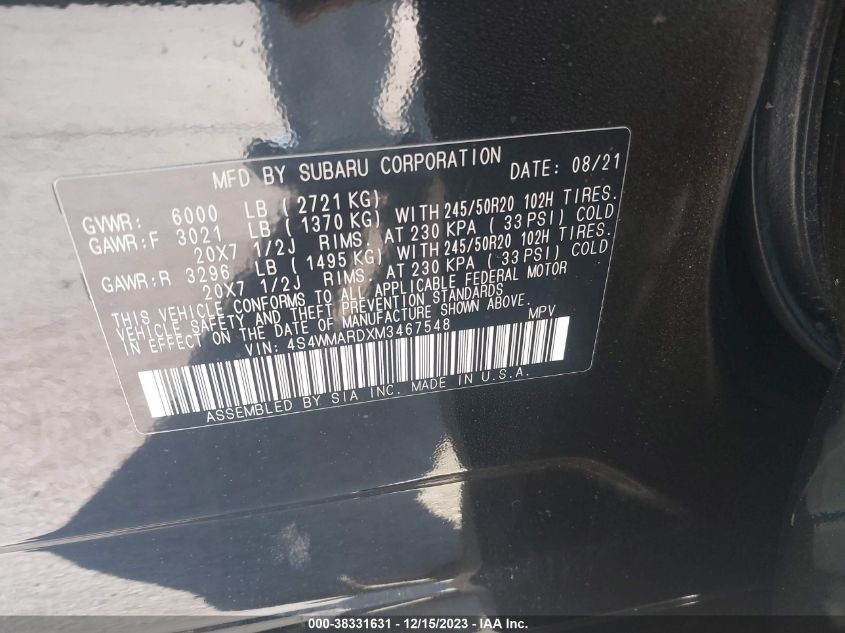 MFD BY SUBARU CORPORATION DATE: 08/21
GVWR: 6000 LB ( 2721 KG)
GAWR:F 3021 LB ( 1370 KG) WITH 245/50R20 102H TIRES.
20X7 1/2J RIMS. AT 230 KPA ( 33 PSI) COLD
GAWR:R 3296 LB ( 1495 KG) WITH 245/50R20 102H TIRES.
20X7 1/2J RIMS. AT 230 KPA ( 33 PSI) COLD
THIS VEHICLE CONFORMS TO ALL APPLICABLE FEDERAL MOTOR
VEHICLE SAFETY AND THEFT PREVENTION STANDARDS
IN EFFECT ON THE DATE OF MANUFACTURE SHOWN ABOVE.
VIN: 4S4WMARDXM3467548 MPV
ASSEMBLED BY SIA INC. MADE IN U.S.A.
000-38331631 - 12/15/2023 - IAA Inc.